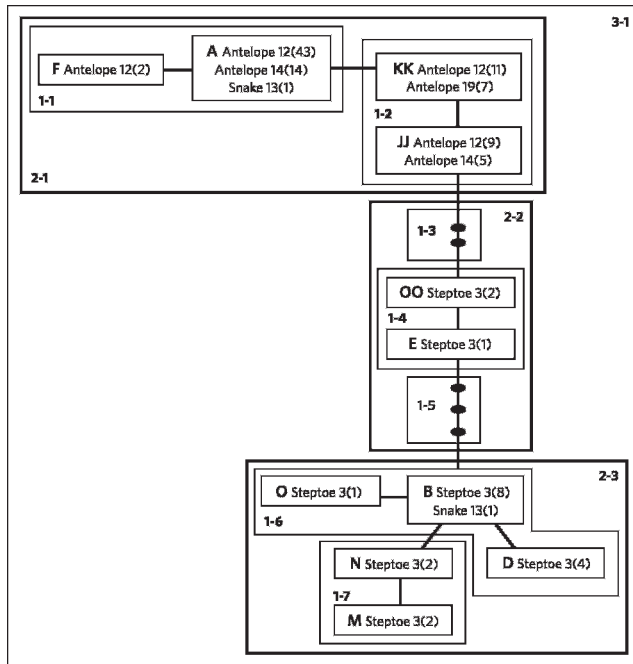 3-1
F Antelope 12(2)
A Antelope 12(43)
Antelope 14(14)
Snake 13(1)
1-1
KK Antelope 12(11)
Antelope 19(7)
1-2
JJ Antelope 12(9)
Antelope 14(5)
2-1
2-2
1-3
OO Steptoe 3(2)
1-4
E Steptoe 3(1)
1-5
2-3
O Steptoe 3(1)
B Steptoe 3(8)
Snake 13(1)
1-6
N Steptoe 3(2)
D Steptoe 3(4)
1-7
M Steptoe 3(2)